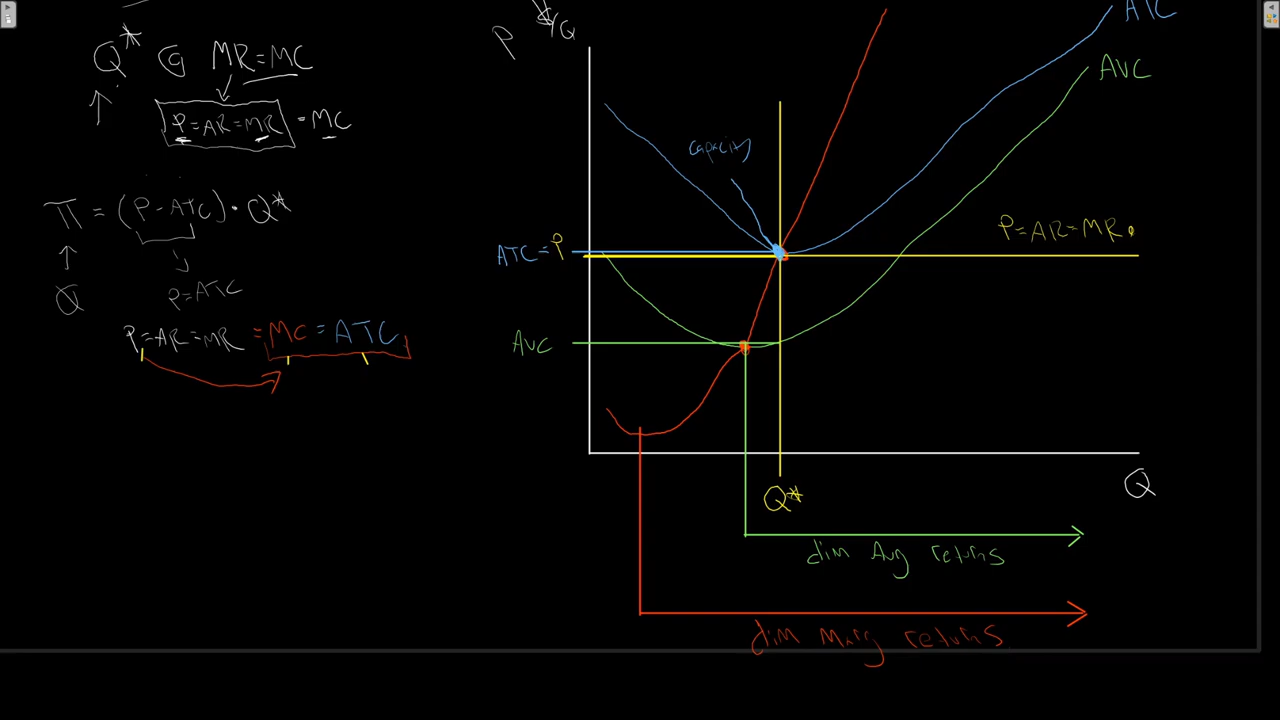 Q* @ MR=MC
P=AR=MR = MC
π = (P-ATC)·Q*
Q
P=ATC
P=AR=MR = MC = ATC
P $/Q
ATC
AVC
capacity
P=AR=MR
ATC=P
AVC
Q*
Q
dim Avg returns
dim Marg returns